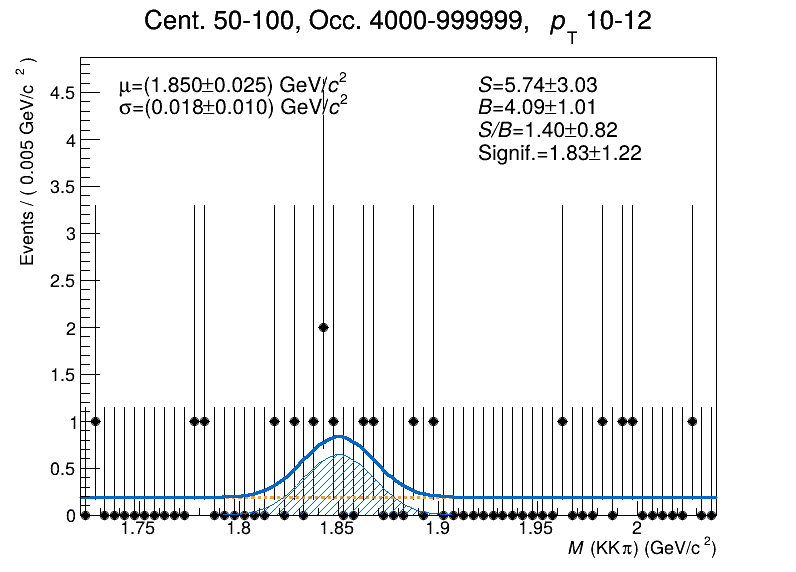 Cent. 50-100, Occ. 4000-999999, p_T 10-12
μ=(1.850±0.025) GeV/c²
σ=(0.018±0.010) GeV/c²
S=5.74±3.03
B=4.09±1.01
S/B=1.40±0.82
Signif.=1.83±1.22
Events / ( 0.005 GeV/c² )
4.5
4
3.5
3
2.5
2
1.5
1
0.5
0
1.75 1.8 1.85 1.9 1.95 2
M (KKπ) (GeV/c²)